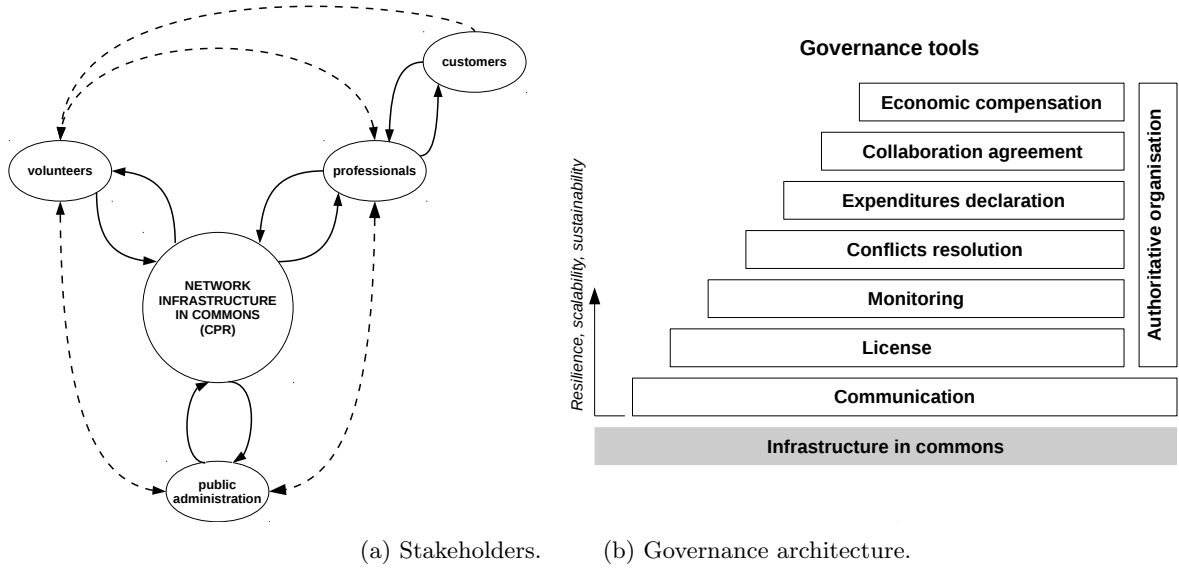 customers
volunteers
professionals
NETWORK
INFRASTRUCTURE
IN COMMONS
(CPR)
public
administration
(a) Stakeholders.
Governance tools
Economic compensation
Collaboration agreement
Expenditures declaration
Conflicts resolution
Monitoring
License
Communication
Infrastructure in commons
Authoritative organisation
Resilience, scalability, sustainability
(b) Governance architecture.